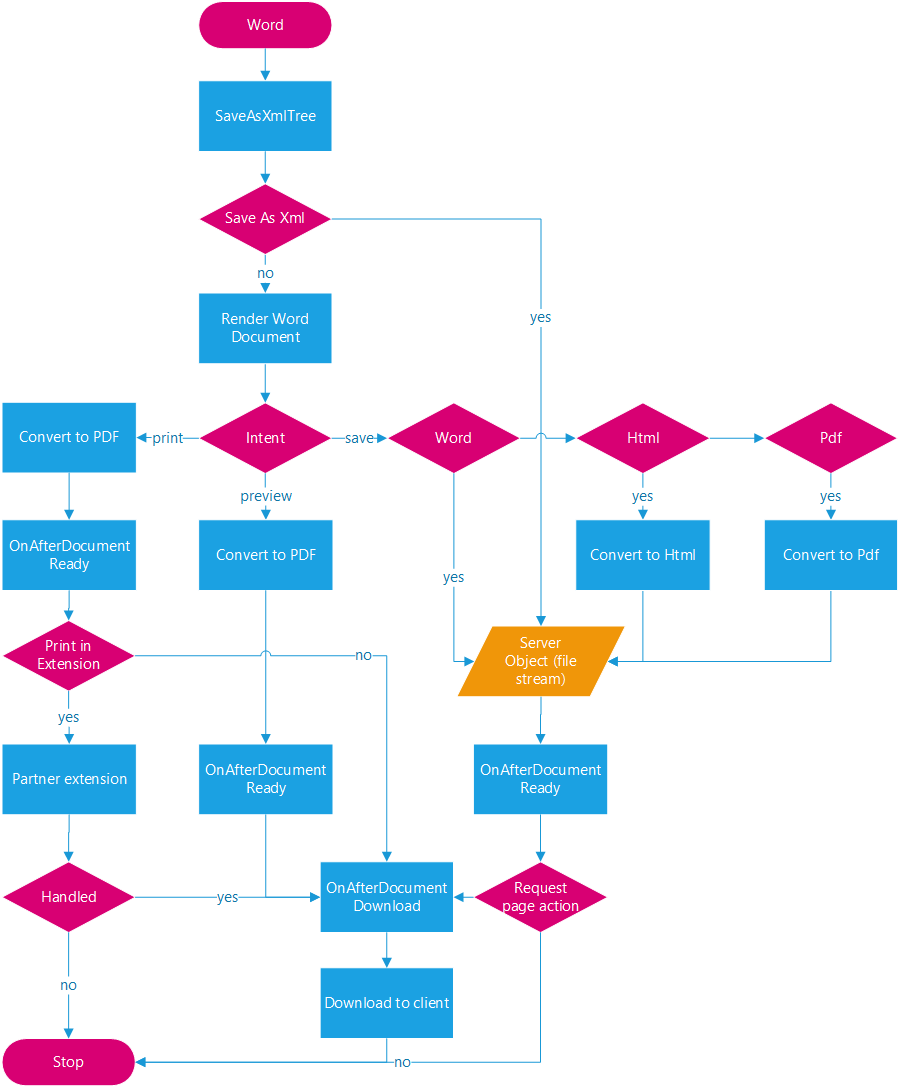 Word
SaveAsXmlTree
Save As Xml
no
Render Word
Document
yes
Convert to PDF
print
Intent
save
Word
Html
Pdf
preview
yes
yes
OnAfterDocument
Ready
Convert to PDF
Convert to Html
Convert to Pdf
yes
Print in
Extension
no
Server
Object (file
stream)
yes
Partner extension
OnAfterDocument
Ready
OnAfterDocument
Ready
Handled
yes
OnAfterDocument
Download
Request
page action
no
Download to client
Stop
no